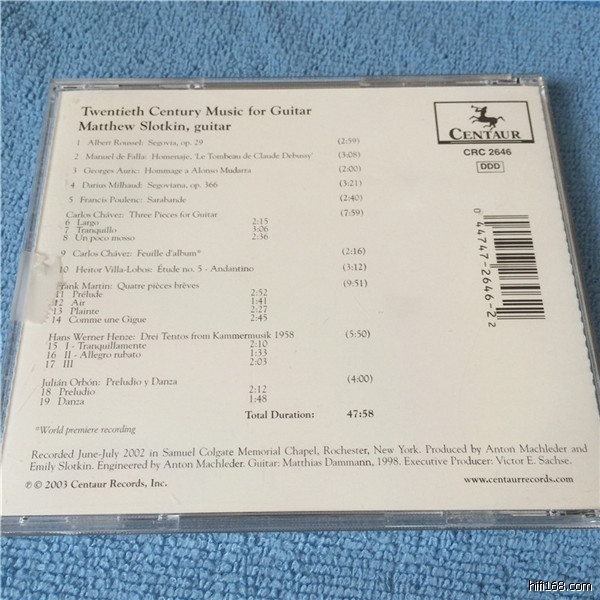 Twentieth Century Music for Guitar
Matthew Slotkin, guitar
1 Albert Roussel: Segovia, op. 29 (2:59)
2 Manuel de Falla: Homenaje, 'Le Tombeau de Claude Debussy' (3:08)
3 Georges Auric: Hommage a Alonso Mudarra (2:00)
4 Darius Milhaud: Segoviana, op. 366 (3:21)
5 Francis Poulenc: Sarabande (2:40)
Carlos Chávez: Three Pieces for Guitar (7:59)
6 Largo 2:15
7 Tranquillo 3:06
8 Un poco mosso 2:36
9 Carlos Chávez: Feuille d'album* (2:16)
10 Heitor Villa-Lobos: Étude no. 5 - Andantino (3:12)
Frank Martin: Quatre pièces brèves (9:51)
11 Prélude 2:52
12 Air 1:41
13 Plainte 2:27
14 Comme une Gigue 2:45
Hans Werner Henze: Drei Tentos from Kammermusik 1958 (5:50)
15 I - Tranquillamente 2:10
16 II - Allegro rubato 1:33
17 III 2:03
Julián Orbón: Preludio y Danza (4:00)
18 Preludio 2:12
19 Danza 1:48
Total Duration: 47:58
*World premiere recording
Recorded June-July 2002 in Samuel Colgate Memorial Chapel, Rochester, New York. Produced by Anton Machleder and
Emily Slotkin. Engineered by Anton Machleder. Guitar: Matthias Dammann, 1998. Executive Producer: Victor E. Sachse.
℗ © 2003 Centaur Records, Inc.
www.centaurrecords.com
CENTAUR
CRC 2646
DDD
0 44747-2646-2 2
hifi168.com